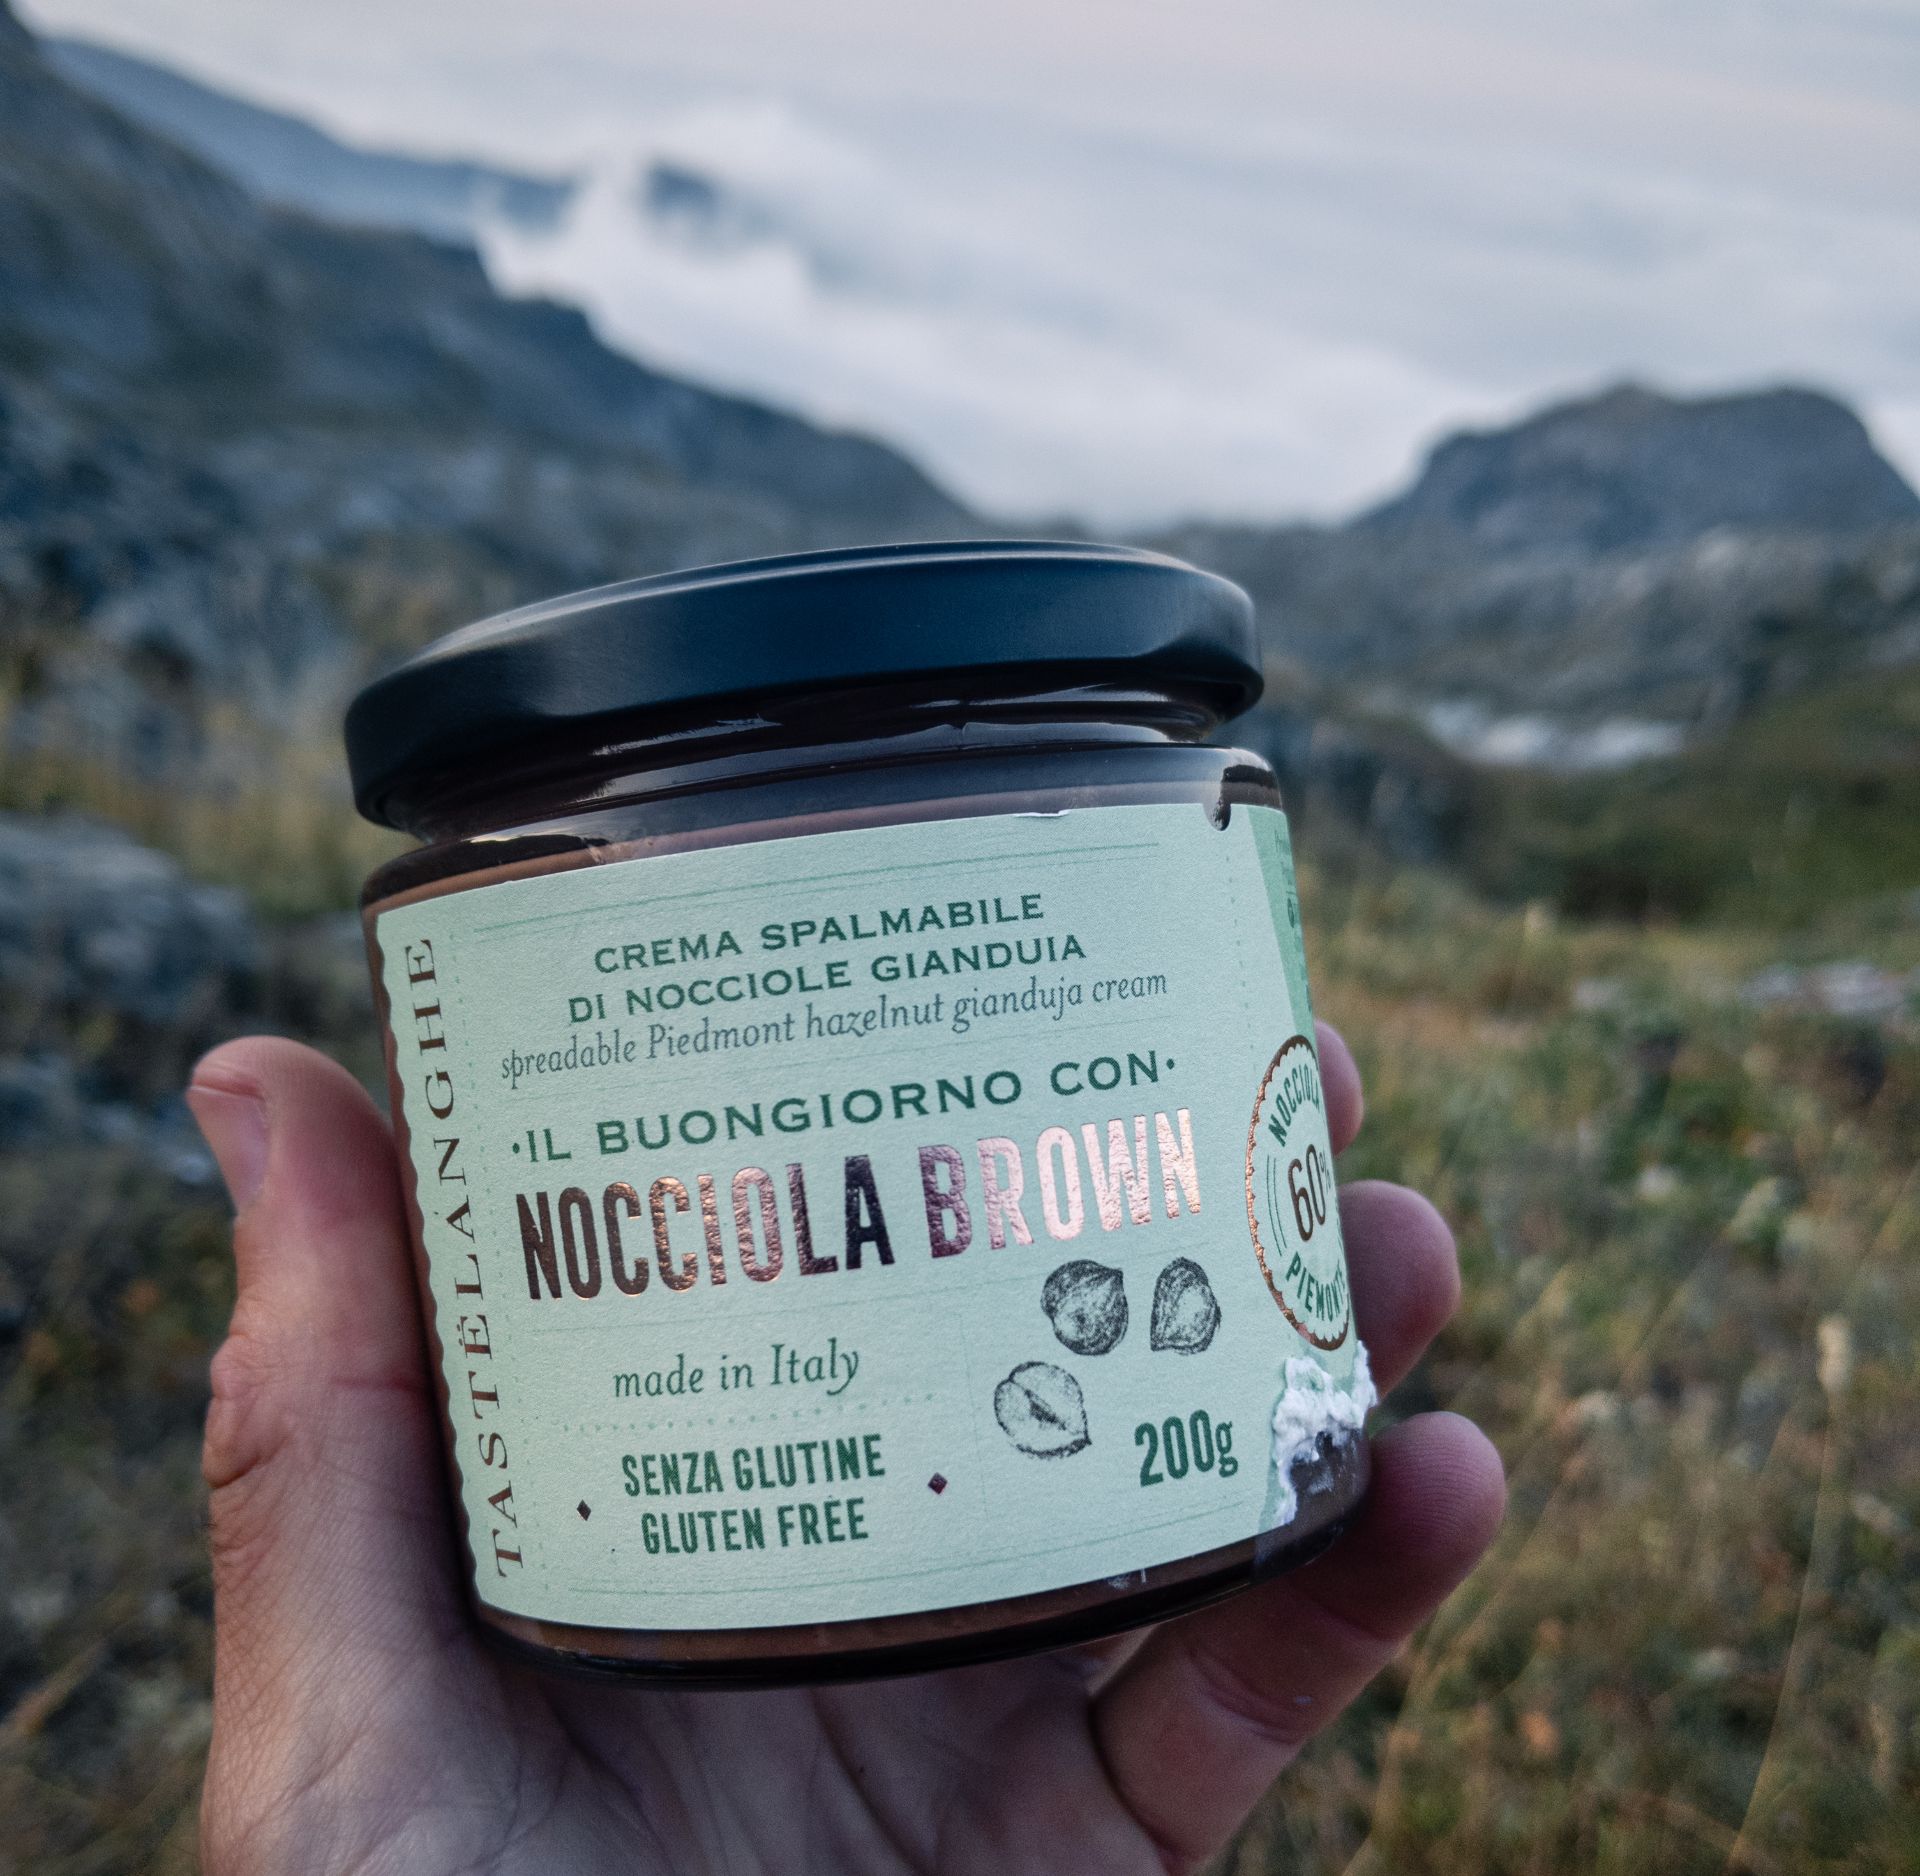 TASTËLANGHE
CREMA SPALMABILE
DI NOCCIOLE GIANDUIA
spreadable Piedmont hazelnut gianduja cream
·IL BUONGIORNO CON·
NOCCIOLA BROWN
made in Italy
SENZA GLUTINE
GLUTEN FREE
200g
NOCCIOLA
60%
PIEMONTE